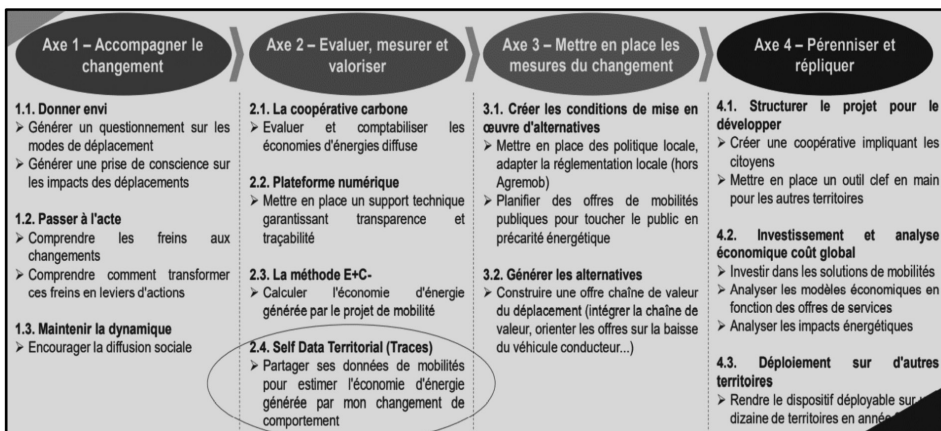 Axe 1 – Accompagner le
changement
Axe 2 – Evaluer, mesurer et
valoriser
Axe 3 – Mettre en place les
mesures du changement
Axe 4 – Pérenniser et
répliquer
1.1. Donner envi
➢ Générer un questionnement sur les
modes de déplacement
➢ Générer une prise de conscience sur
les impacts des déplacements
1.2. Passer à l'acte
➢ Comprendre les freins aux
changements
➢ Comprendre comment transformer
ces freins en leviers d'actions
1.3. Maintenir la dynamique
➢ Encourager la diffusion sociale
2.1. La coopérative carbone
➢ Evaluer et comptabiliser les
économies d'énergies diffuse
2.2. Plateforme numérique
➢ Mettre en place un support technique
garantissant transparence et
traçabilité
2.3. La méthode E+C-
➢ Calculer l'économie d'énergie
générée par le projet de mobilité
2.4. Self Data Territorial (Traces)
➢ Partager ses données de mobilités
pour estimer l'économie d'énergie
générée par mon changement de
comportement
3.1. Créer les conditions de mise en
œuvre d'alternatives
➢ Mettre en place des politique locale,
adapter la réglementation locale (hors
Agremob)
➢ Planifier des offres de mobilités
publiques pour toucher le public en
précarité énergétique
3.2. Générer les alternatives
➢ Construire une offre chaîne de valeur
du déplacement (intégrer la chaîne de
valeur, orienter les offres sur la baisse
du véhicule conducteur...)
4.1. Structurer le projet pour le
développer
➢ Créer une coopérative impliquant les
citoyens
➢ Mettre en place un outil clef en main
pour les autres territoires
4.2. Investissement et analyse
économique coût global
➢ Investir dans les solutions de mobilités
➢ Analyser les modèles économiques en
fonction des offres de services
➢ Analyser les impacts énergétiques
4.3. Déploiement sur d'autres
territoires
➢ Rendre le dispositif déployable sur
dizaine de territoires en année